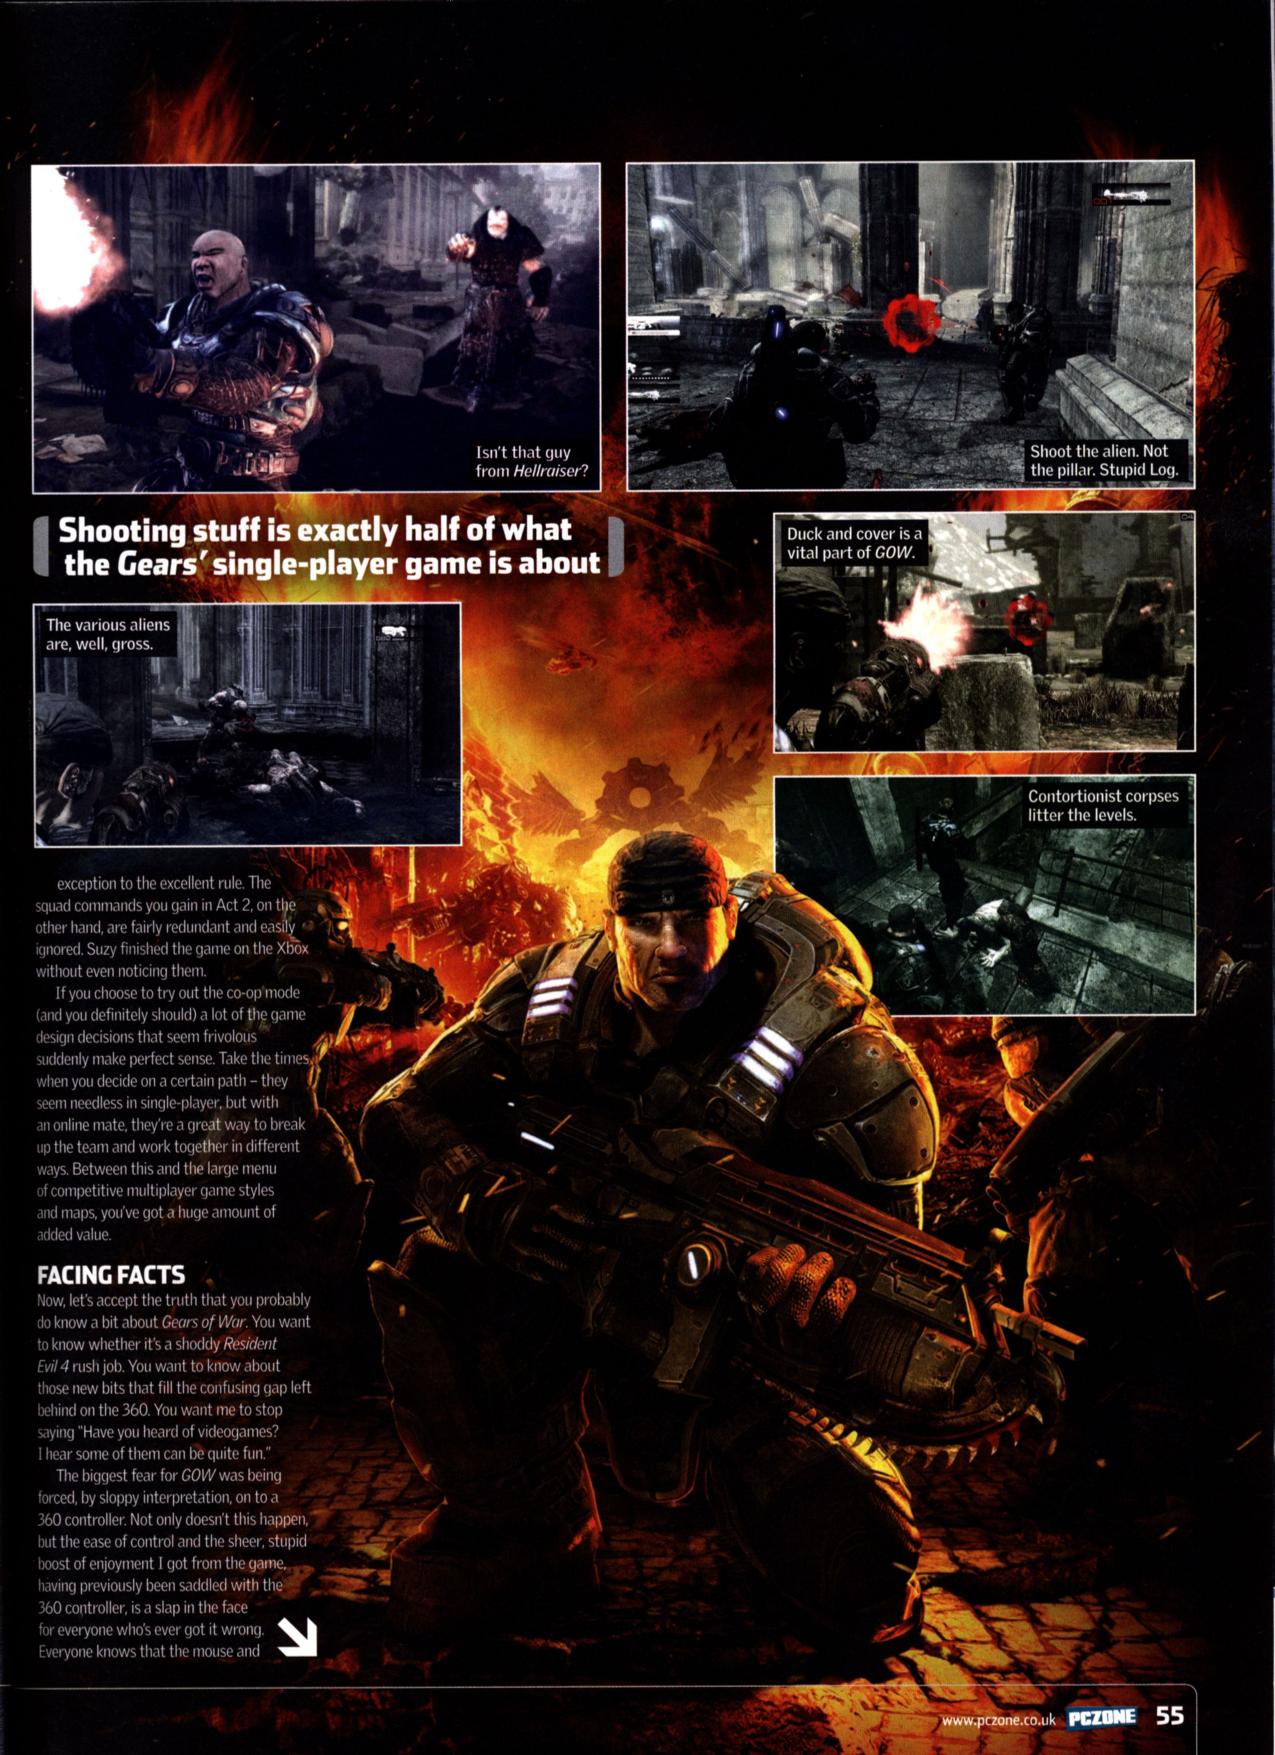 Isn't that guy
from Hellraiser?
Shoot the alien. Not
the pillar. Stupid Log.
Shooting stuff is exactly half of what
the Gears' single-player game is about
Duck and cover is a
vital part of GOW.
The various aliens
are, well, gross.
Contortionist corpses
litter the levels.
exception to the excellent rule. The
squad commands you gain in Act 2, on the
other hand, are fairly redundant and easily
ignored. Suzy finished the game on the Xbox
without even noticing them.
If you choose to try out the co-op mode
(and you definitely should) a lot of the game
design decisions that seem frivolous
suddenly make perfect sense. Take the times
when you decide on a certain path – they
seem needless in single-player, but with
an online mate, they're a great way to break
up the team and work together in different
ways. Between this and the large menu
of competitive multiplayer game styles
and maps, you've got a huge amount of
added value.
FACING FACTS
Now, let's accept the truth that you probably
do know a bit about Gears of War. You want
to know whether it's a shoddy Resident
Evil 4 rush job. You want to know about
those new bits that fill the confusing gap left
behind on the 360. You want me to stop
saying "Have you heard of videogames?
I hear some of them can be quite fun."
The biggest fear for GOW was being
forced, by sloppy interpretation, on to a
360 controller. Not only doesn't this happen,
but the ease of control and the sheer, stupid
boost of enjoyment I got from the game,
having previously been saddled with the
360 controller, is a slap in the face
for everyone who's ever got it wrong.
Everyone knows that the mouse and
www.pczone.co.uk PCZONE 55